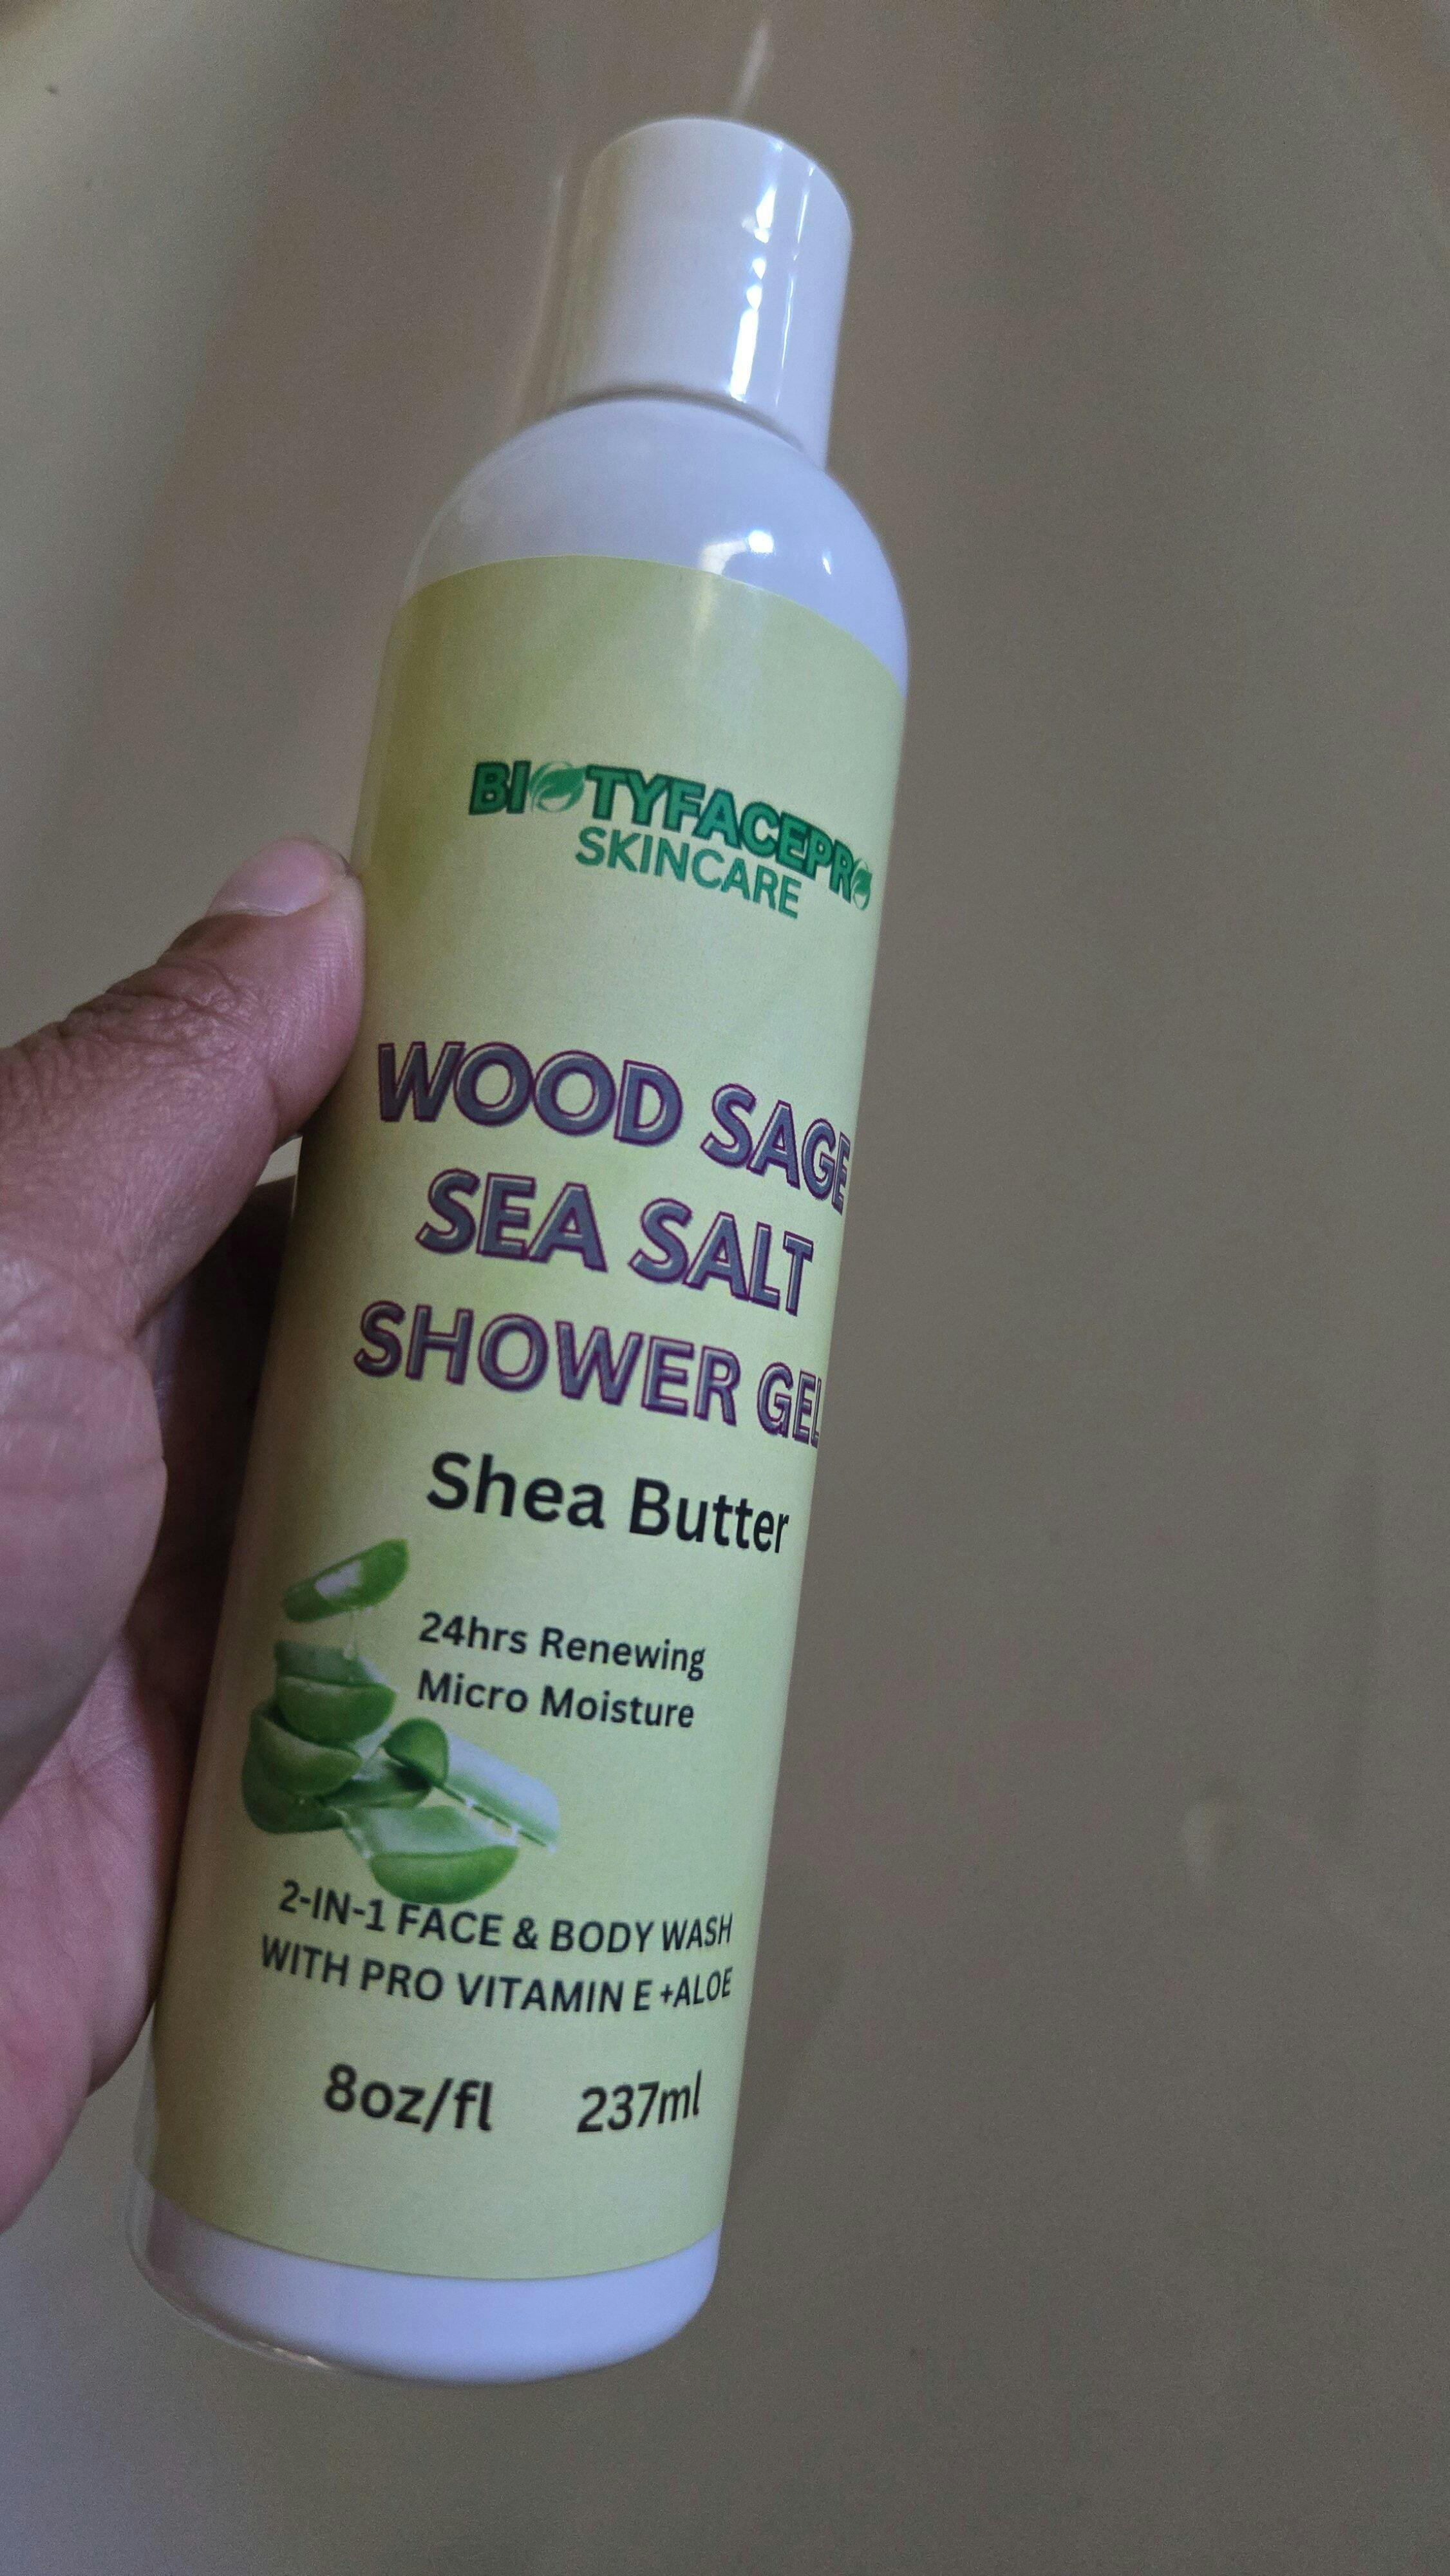 BIOTYFACEPRO
SKINCARE
WOOD SAGE
SEA SALT
SHOWER GEL
Shea Butter
24hrs Renewing
Micro Moisture
2-IN-1 FACE & BODY WASH
WITH PRO VITAMIN E +ALOE
8oz/fl 237ml